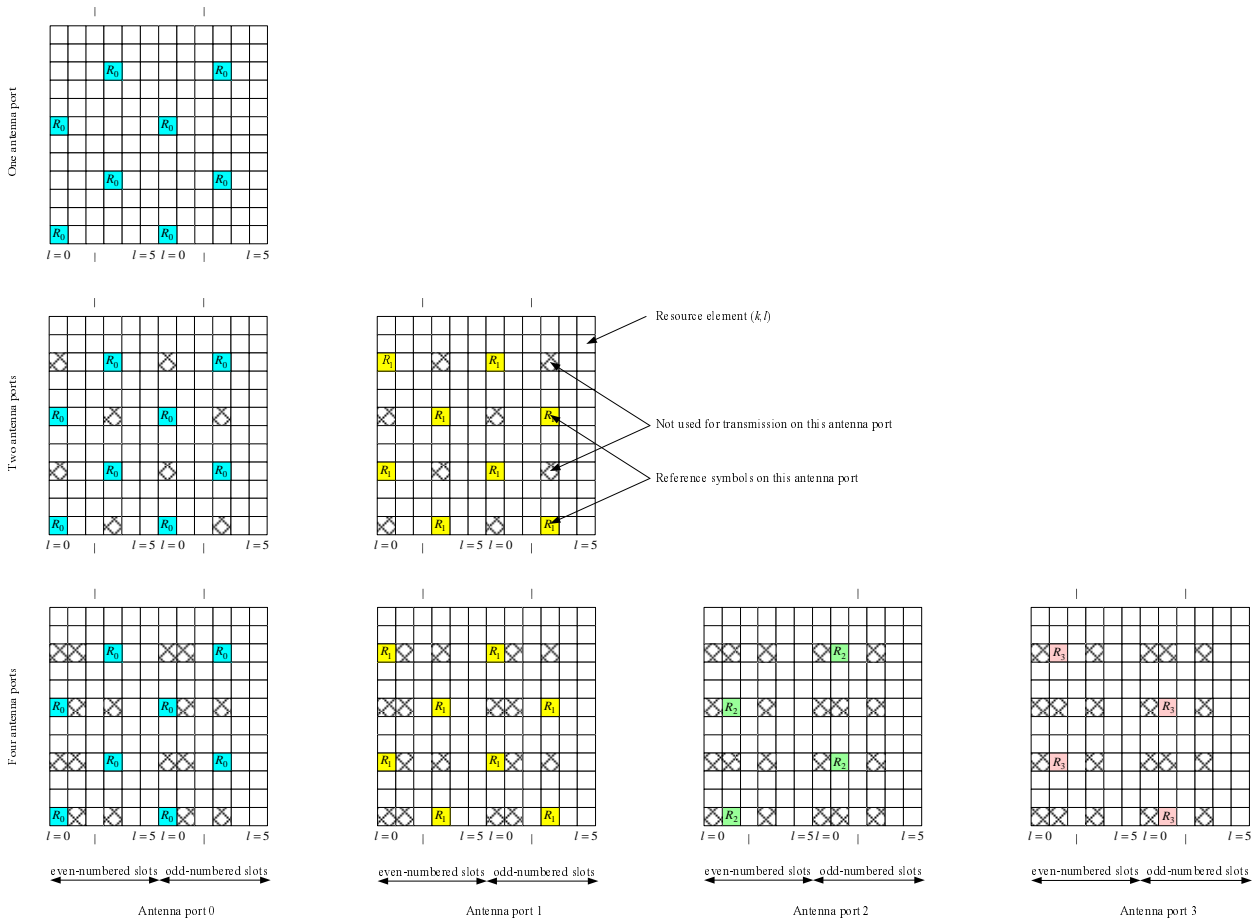 One antenna port
R0 R0
R0 R0
R0 R0
R0 R0
l = 0 l = 5 l = 0 l = 5
Two antenna ports
R0 R0
R0 R0
R0 R0
R0 R0
l = 0 l = 5 l = 0 l = 5
R1 R1
R1 R1
R1 R1
R1 R1
l = 0 l = 5 l = 0 l = 5
Resource element (k,l)
Not used for transmission on this antenna port
Reference symbols on this antenna port
Four antenna ports
R0 R0
R0 R0
R0 R0
R0 R0
l = 0 l = 5 l = 0 l = 5
even-numbered slots odd-numbered slots
Antenna port 0
R1 R1
R1 R1
R1 R1
R1 R1
l = 0 l = 5 l = 0 l = 5
even-numbered slots odd-numbered slots
Antenna port 1
R2
R2
R2
R2
l = 0 l = 5 l = 0 l = 5
even-numbered slots odd-numbered slots
Antenna port 2
R3
R3
R3
R3
l = 0 l = 5 l = 0 l = 5
even-numbered slots odd-numbered slots
Antenna port 3